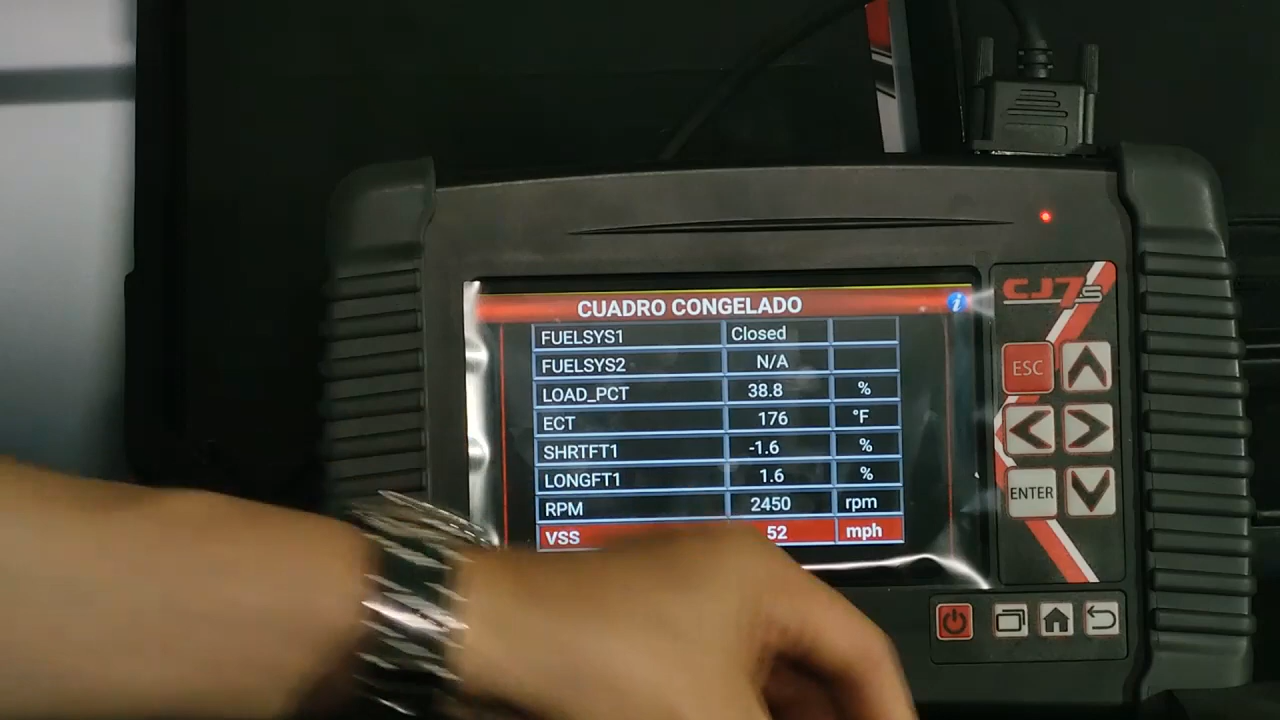 CUADRO CONGELADO
i
FUELSYS1 Closed
FUELSYS2 N/A
LOAD_PCT 38.8 %
ECT 176 °F
SHRTFT1 -1.6 %
LONGFT1 1.6 %
RPM 2450 rpm
VSS 52 mph
CJ7s
ESC
ENTER